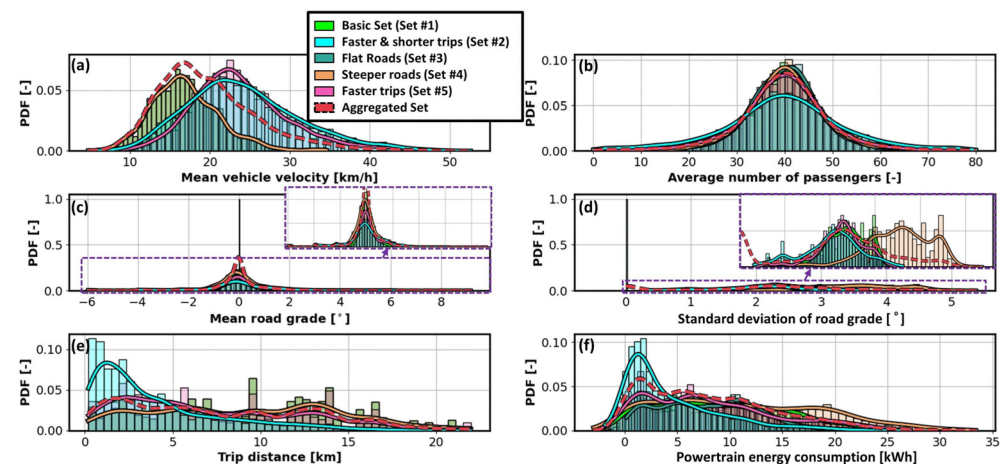 Basic Set (Set #1)
Faster & shorter trips (Set #2)
Flat Roads (Set #3)
Steeper roads (Set #4)
Faster trips (Set #5)
Aggregated Set
(a)
PDF [-]
0.05
0.00
10 20 30 40 50
Mean vehicle velocity [km/h]
(b)
PDF [-]
0.10
0.05
0.00
0 10 20 30 40 50 60 70 80
Average number of passengers [-]
(c)
PDF [-]
1.0
0.5
0.0
−6 −4 −2 0 2 4 6 8
Mean road grade [°]
(d)
PDF [-]
1.0
0.5
0.0
0 1 2 3 4 5
Standard deviation of road grade [°]
(e)
PDF [-]
0.10
0.05
0.00
0 5 10 15 20
Trip distance [km]
(f)
PDF [-]
0.10
0.05
0.00
0 5 10 15 20 25 30 35
Powertrain energy consumption [kWh]